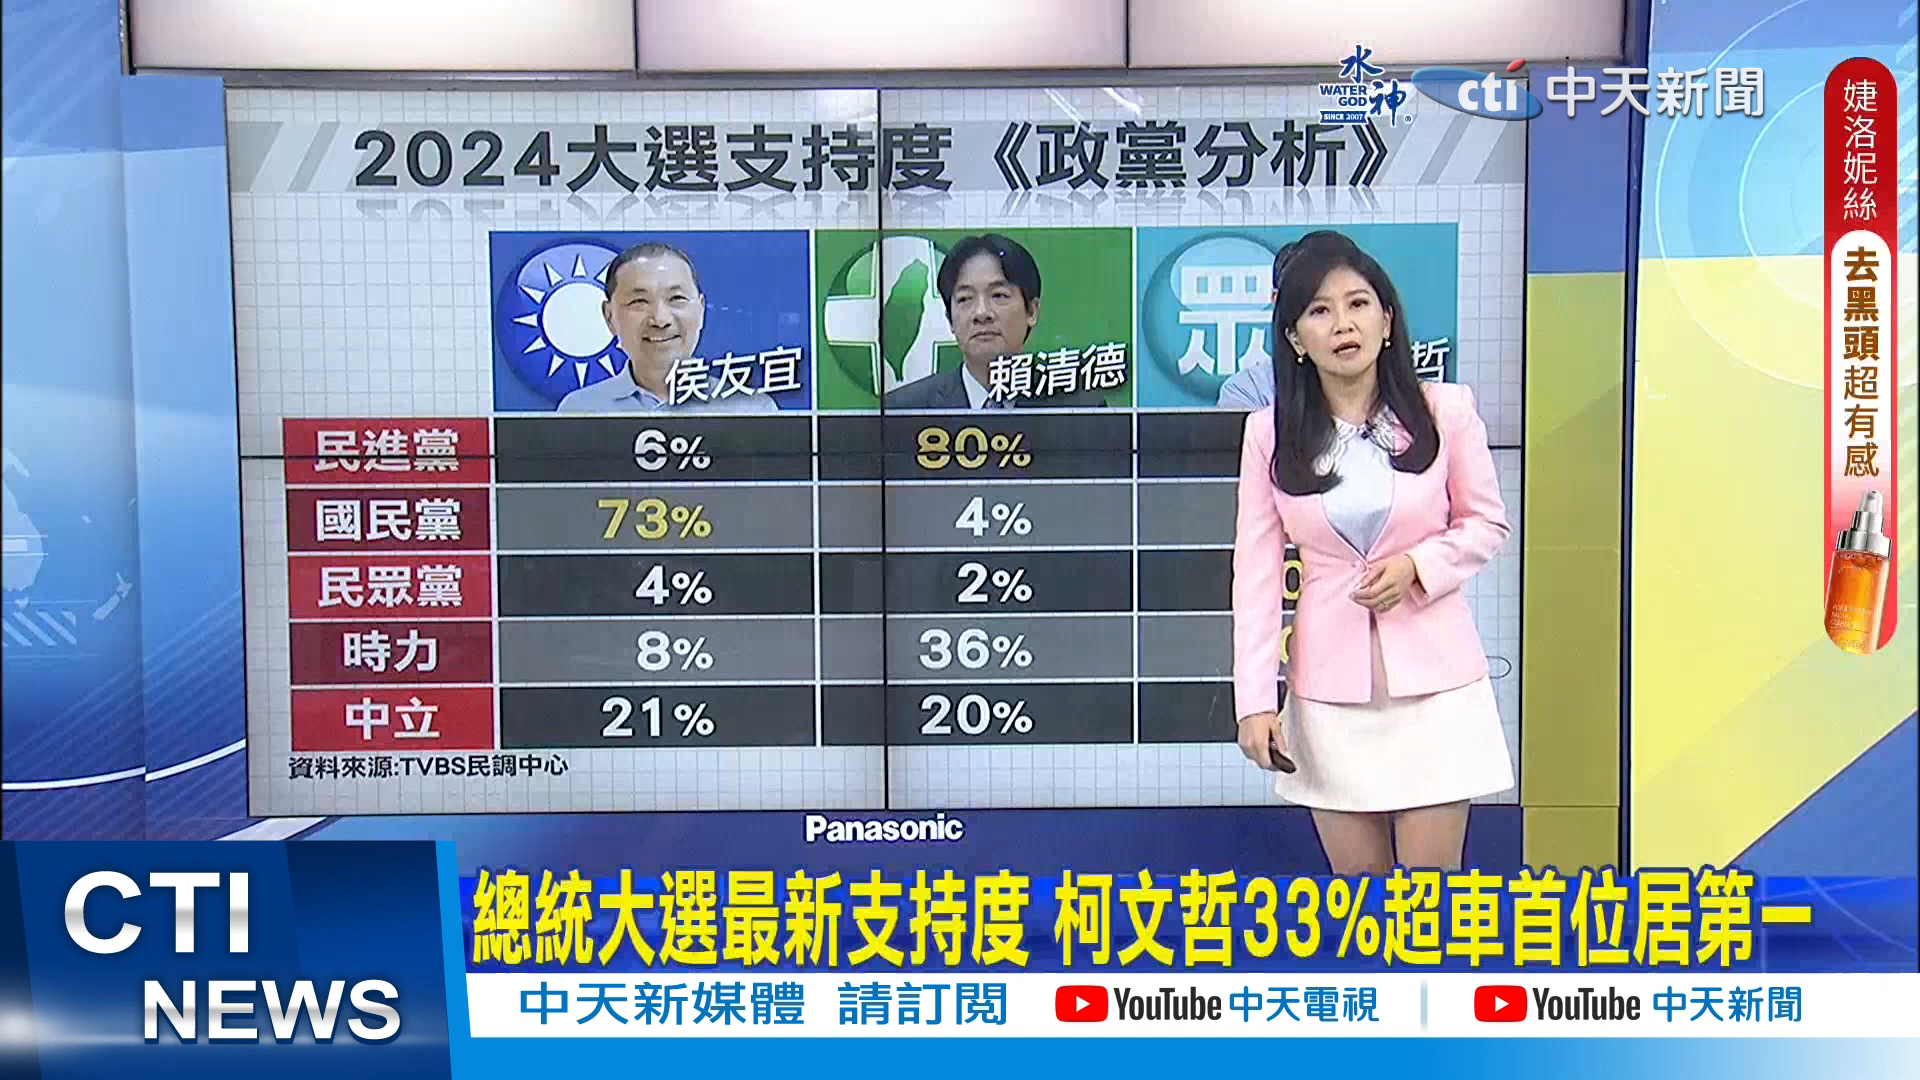 水神
WATER GOD
SINCE 2007
cti 中天新聞
婕洛妮絲
去黑頭超有感
2024大選支持度《政黨分析》
侯友宜 賴清德 哲
民進黨 6% 80%
國民黨 73% 4%
民眾黨 4% 2% 0
時力 8% 36%
中立 21% 20%
資料來源:TVBS民調中心
Panasonic
CTI NEWS
總統大選最新支持度 柯文哲33%超車首位居第一
中天新媒體 請訂閱 YouTube 中天電視 | YouTube 中天新聞